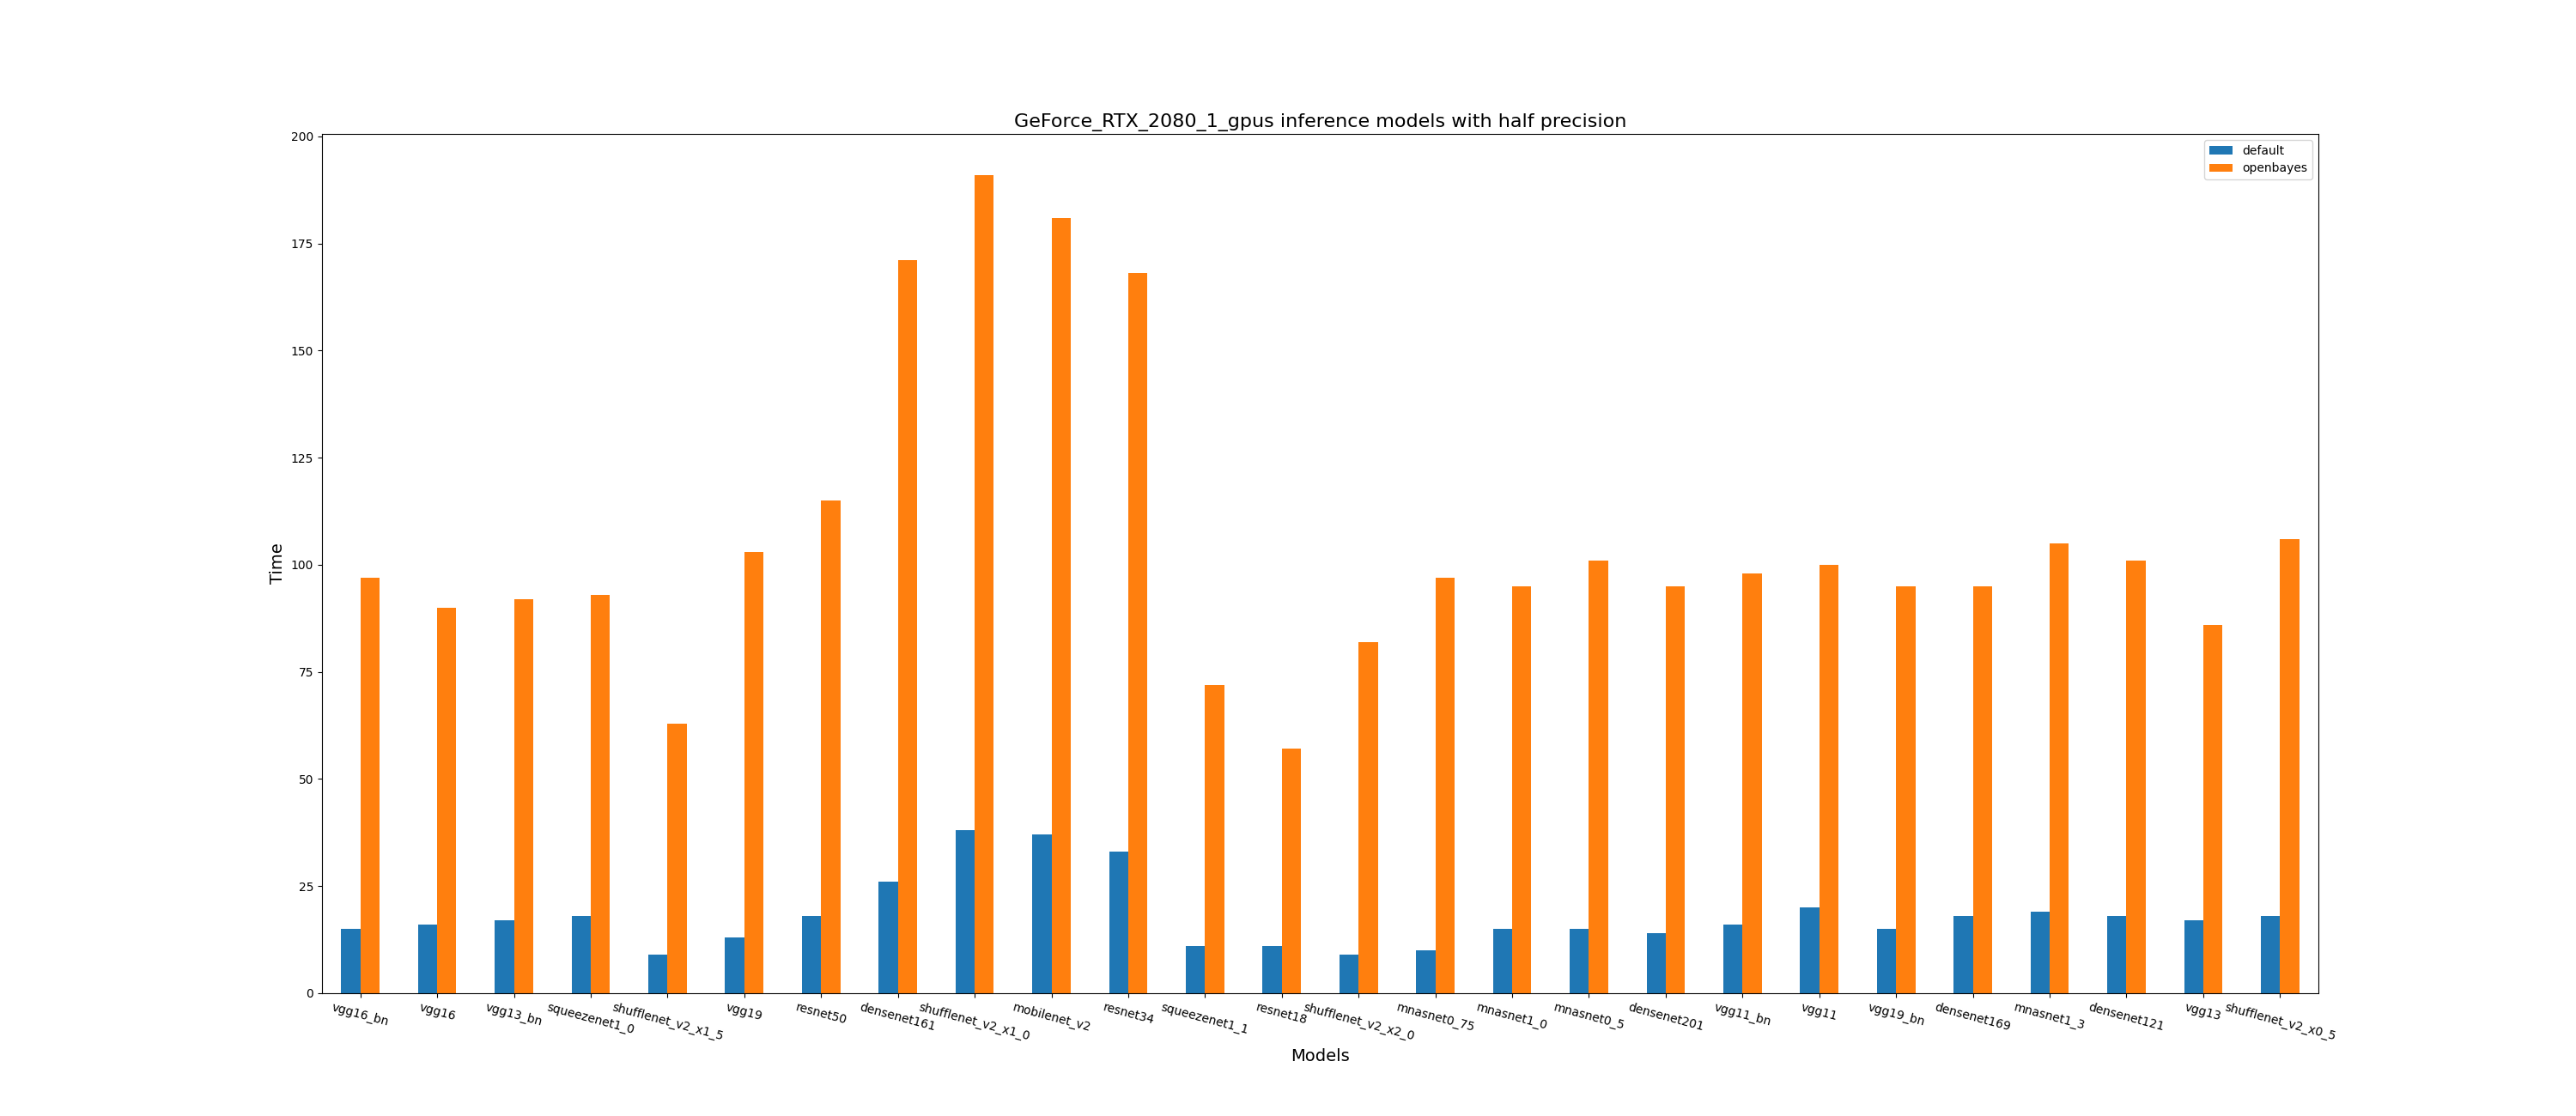 GeForce_RTX_2080_1_gpus inference models with half precision
default
openbayes
200
175
150
125
100
75
50
25
0
Time
vgg16_bn
vgg16
vgg13_bn
squeezenet1_0
shufflenet_v2_x1_5
vgg19
resnet50
densenet161
shufflenet_v2_x1_0
mobilenet_v2
resnet34
squeezenet1_1
resnet18
shufflenet_v2_x2_0
mnasnet0_75
mnasnet1_0
mnasnet0_5
densenet201
vgg11_bn
vgg11
vgg19_bn
densenet169
mnasnet1_3
densenet121
vgg13
shufflenet_v2_x0_5
Models